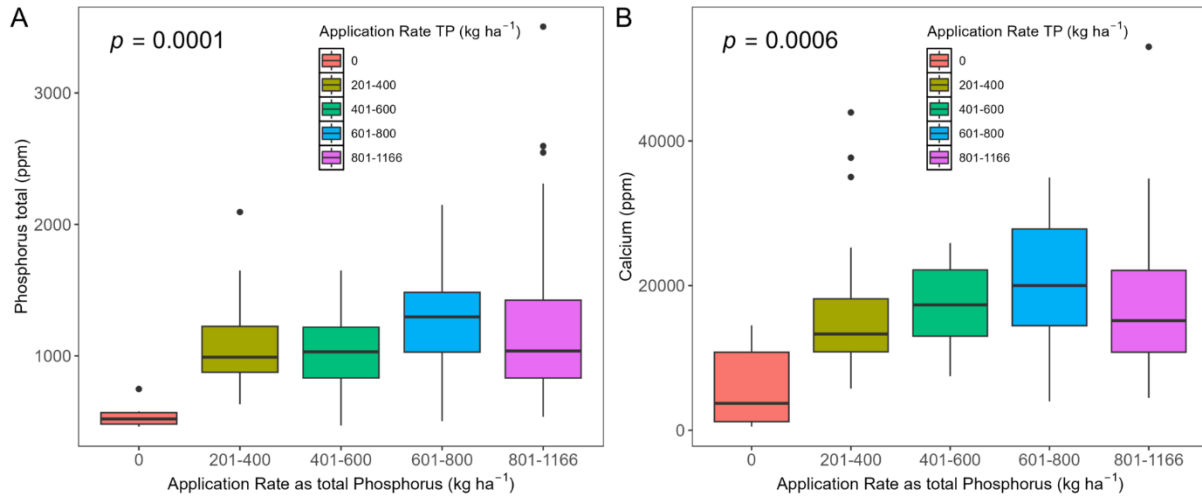 A
p = 0.0001
Application Rate TP (kg ha⁻¹)
0
201-400
401-600
601-800
801-1166
Phosphorus total (ppm)
3000
2000
1000
0
201-400
401-600
601-800
801-1166
Application Rate as total Phosphorus (kg ha⁻¹)
B
p = 0.0006
Application Rate TP (kg ha⁻¹)
0
201-400
401-600
601-800
801-1166
Calcium (ppm)
40000
20000
0
0
201-400
401-600
601-800
801-1166
Application Rate as total Phosphorus (kg ha⁻¹)